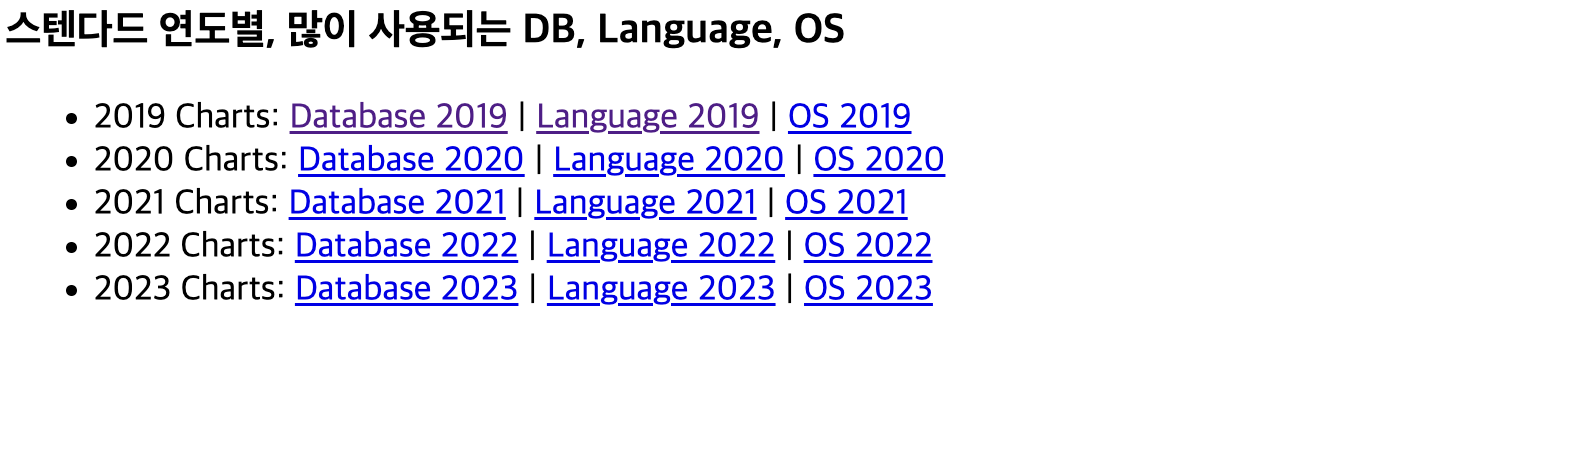 스텐다드 연도별, 많이 사용되는 DB, Language, OS
• 2019 Charts: Database 2019 | Language 2019 | OS 2019
• 2020 Charts: Database 2020 | Language 2020 | OS 2020
• 2021 Charts: Database 2021 | Language 2021 | OS 2021
• 2022 Charts: Database 2022 | Language 2022 | OS 2022
• 2023 Charts: Database 2023 | Language 2023 | OS 2023